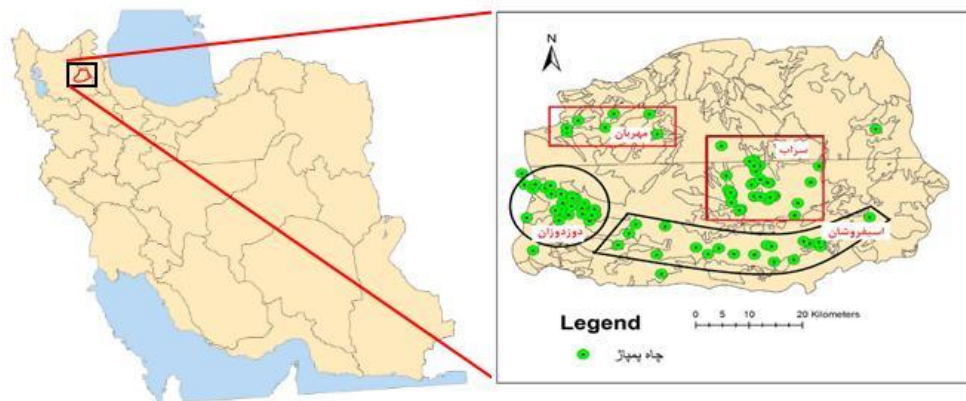 N
مهربان
سراب
دوزدوزان
اسبفروشان
Legend
0 5 10 20 Kilometers
چاه پمپاژ